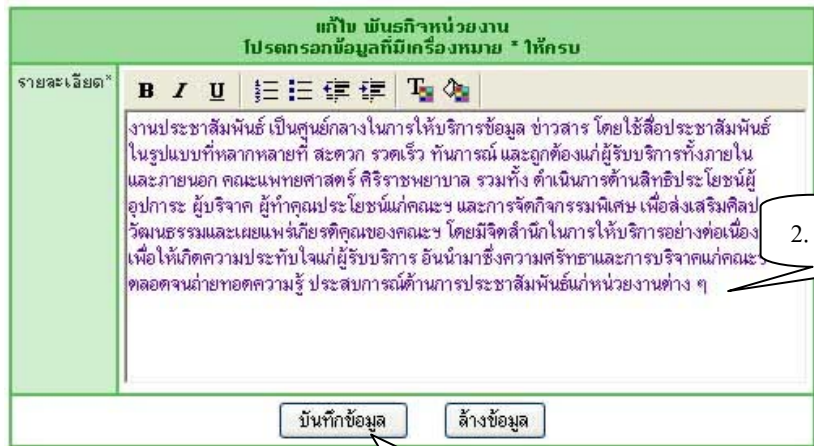 แก้ไข พันธกิจหน่วยงาน
โปรดกรอกข้อมูลที่มีเครื่องหมาย * ให้ครบ
รายละเอียด*
B I U
งานประชาสัมพันธ์ เป็นศูนย์กลางในการให้บริการข้อมูล ข่าวสาร โดยใช้สื่อประชาสัมพันธ์
ในรูปแบบที่หลากหลายที่ สะดวก รวดเร็ว ทันการณ์ และถูกต้องแก่ผู้รับบริการทั้งภายใน
และภายนอก คณะแพทยศาสตร์ ศิริราชพยาบาล รวมทั้ง ดำเนินการด้านสิทธิประโยชน์ผู้
อุปการะ ผู้บริจาค ผู้ทำคุณประโยชน์แก่คณะฯ และการจัดกิจกรรมพิเศษ เพื่อส่งเสริมศิลป
วัฒนธรรมและเผยแพร่เกียรติคุณของคณะฯ โดยมีจิตสำนึกในการให้บริการอย่างต่อเนื่อง
2.
เพื่อให้เกิดความประทับใจแก่ผู้รับบริการ อันนำมาซึ่งความศรัทธาและการบริจาคแก่คณะฯ
ตลอดจนถ่ายทอดความรู้ ประสบการณ์ด้านการประชาสัมพันธ์แก่หน่วยงานต่าง ๆ
บันทึกข้อมูล ล้างข้อมูล